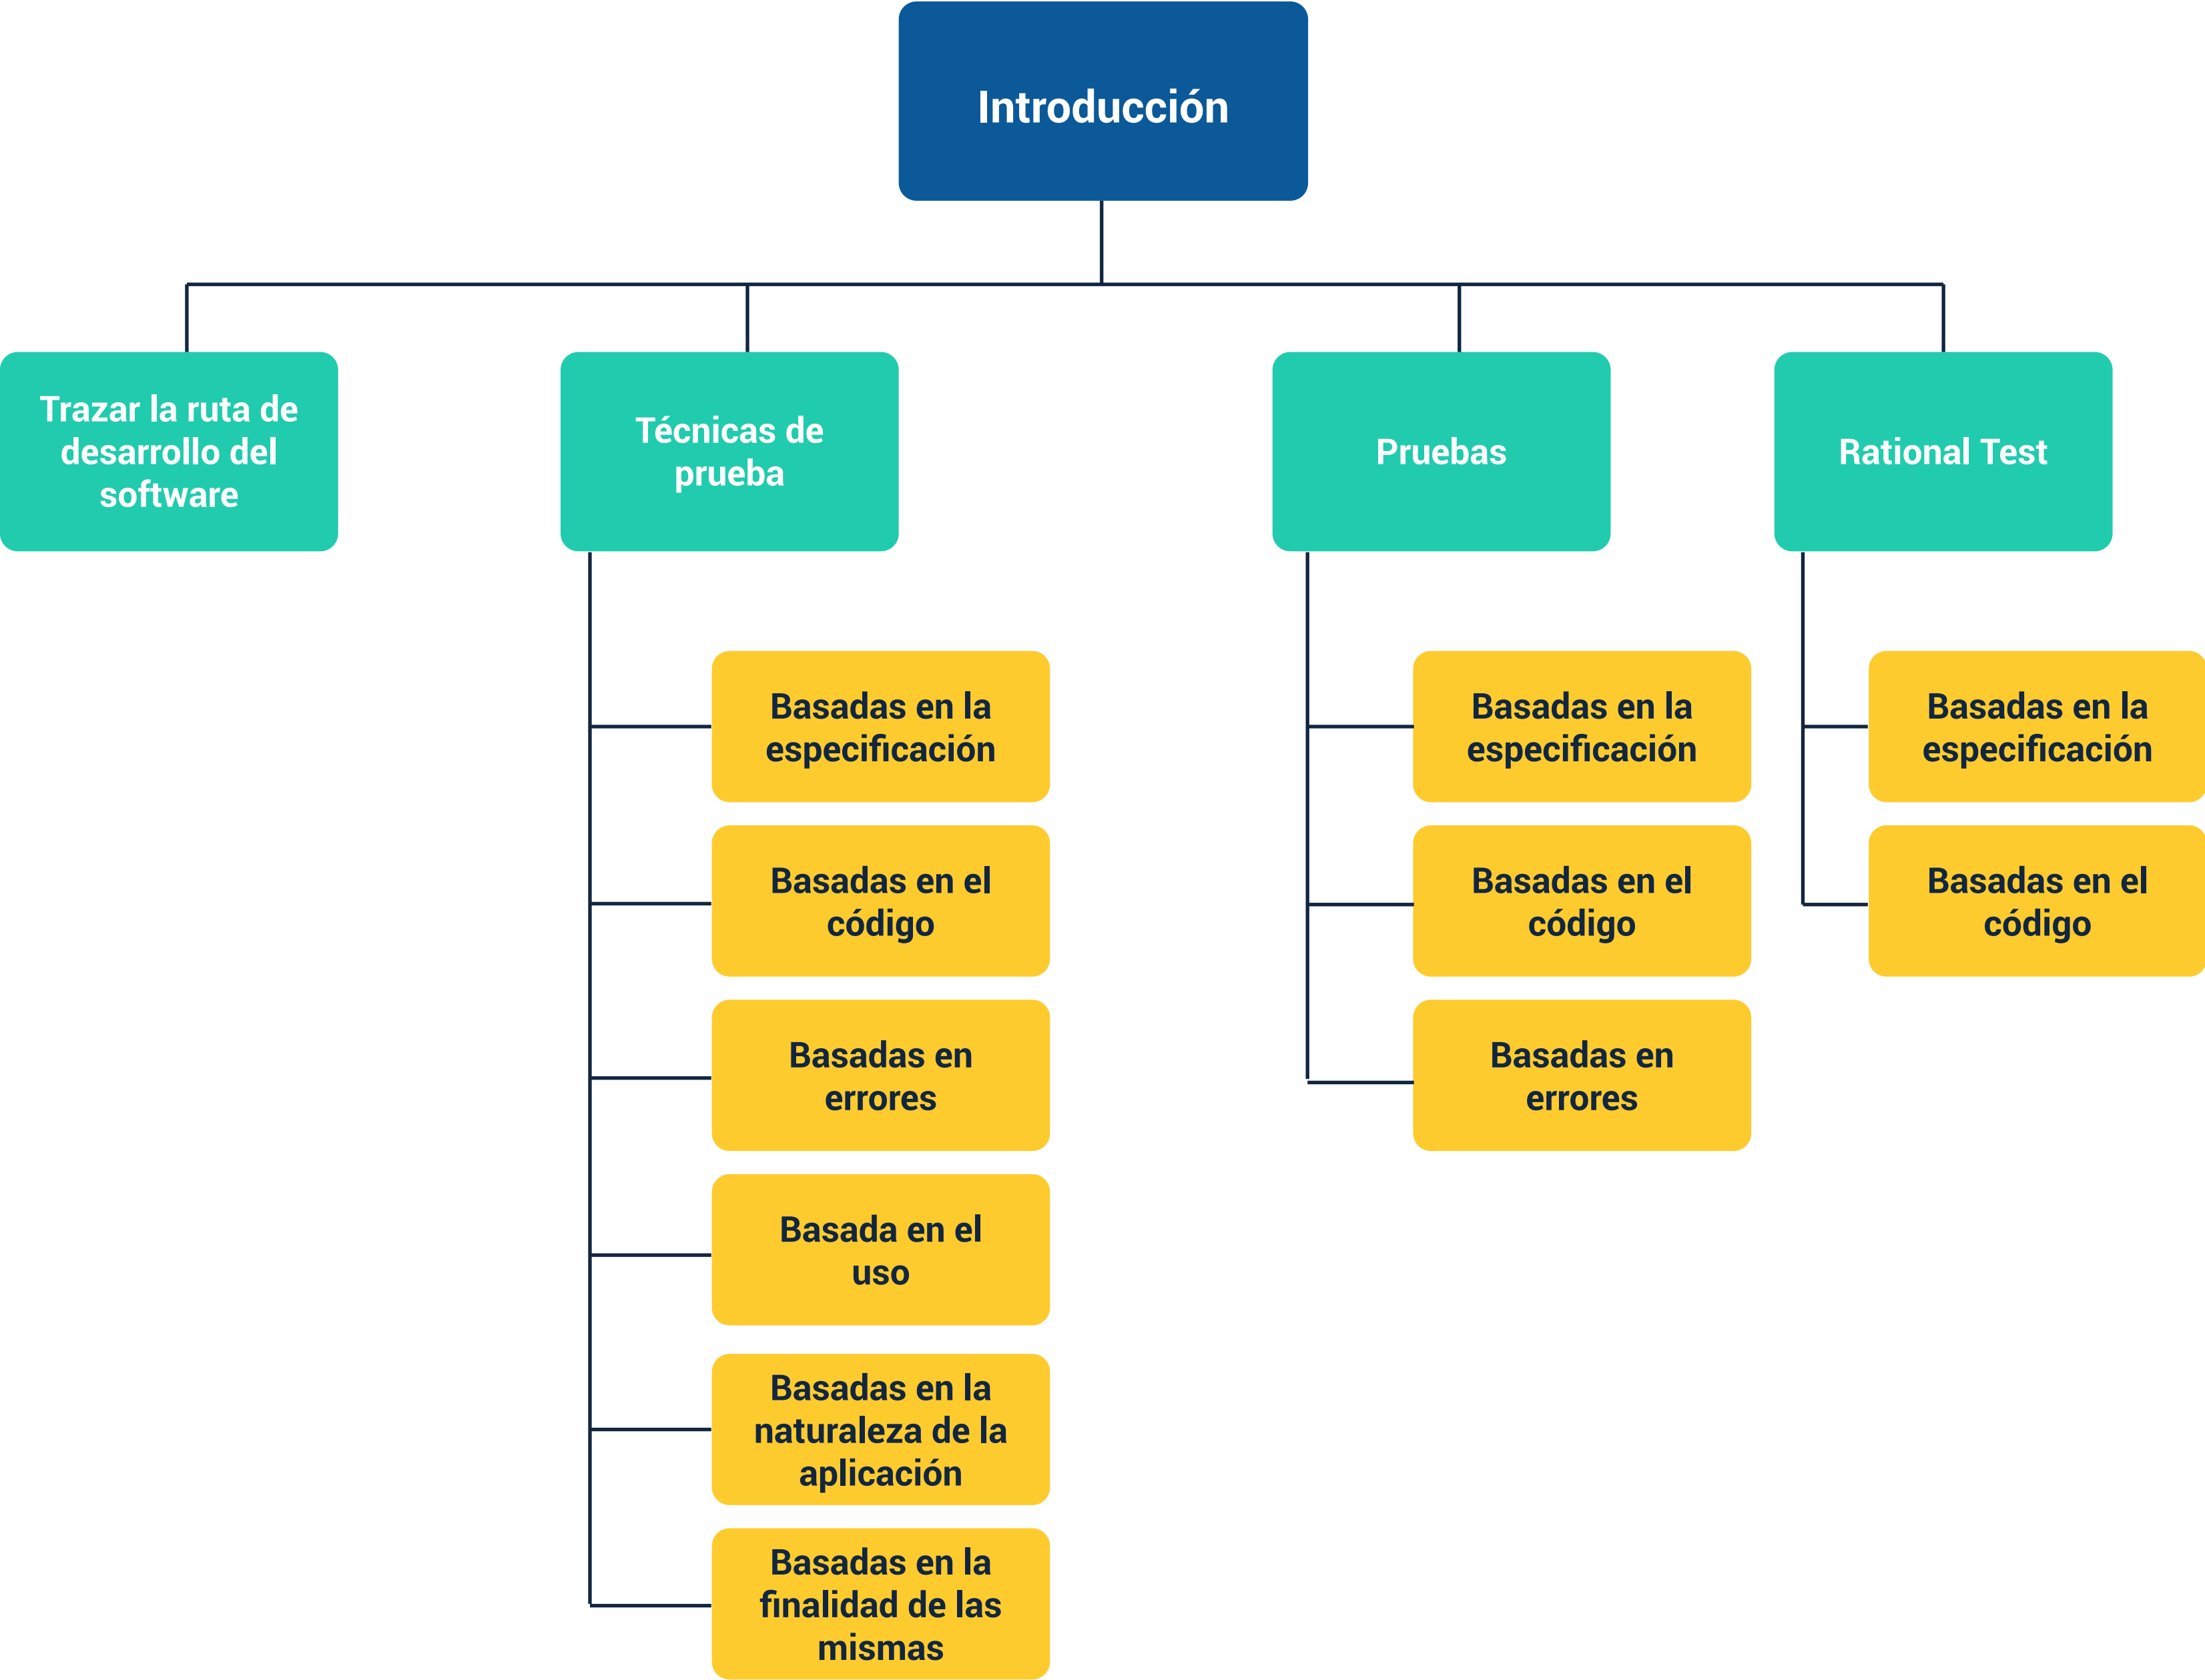 Introducción
Trazar la ruta de
desarrollo del
software
Técnicas de
prueba
Pruebas
Rational Test
Basadas en la
especificación
Basadas en el
código
Basadas en
errores
Basada en el
uso
Basadas en la
naturaleza de la
aplicación
Basadas en la
finalidad de las
mismas
Basadas en la
especificación
Basadas en el
código
Basadas en
errores
Basadas en la
especificación
Basadas en el
código